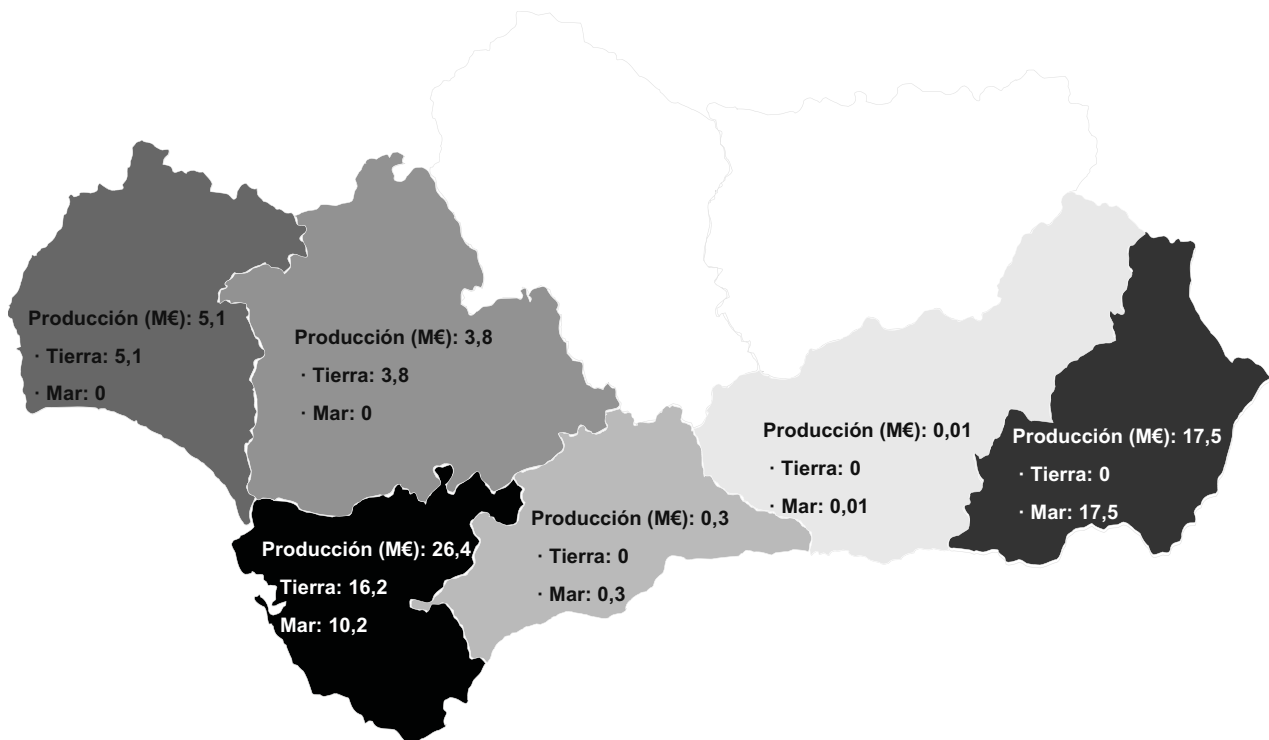 Producción (M€): 5,1
· Tierra: 5,1
· Mar: 0
Producción (M€): 3,8
· Tierra: 3,8
· Mar: 0
Producción (M€): 26,4
Tierra: 16,2
Mar: 10,2
Producción (M€): 0,3
· Tierra: 0
· Mar: 0,3
Producción (M€): 0,01
· Tierra: 0
· Mar: 0,01
Producción (M€): 17,5
· Tierra: 0
· Mar: 17,5